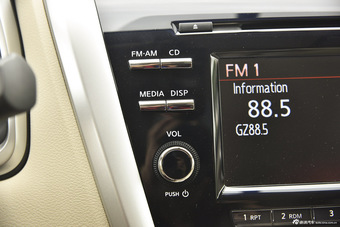 FM·AM CD
FM 1
Information
MEDIA DISP
88.5
GZ88.5
VOL
PUSH
1 RPT 2 RDM 3